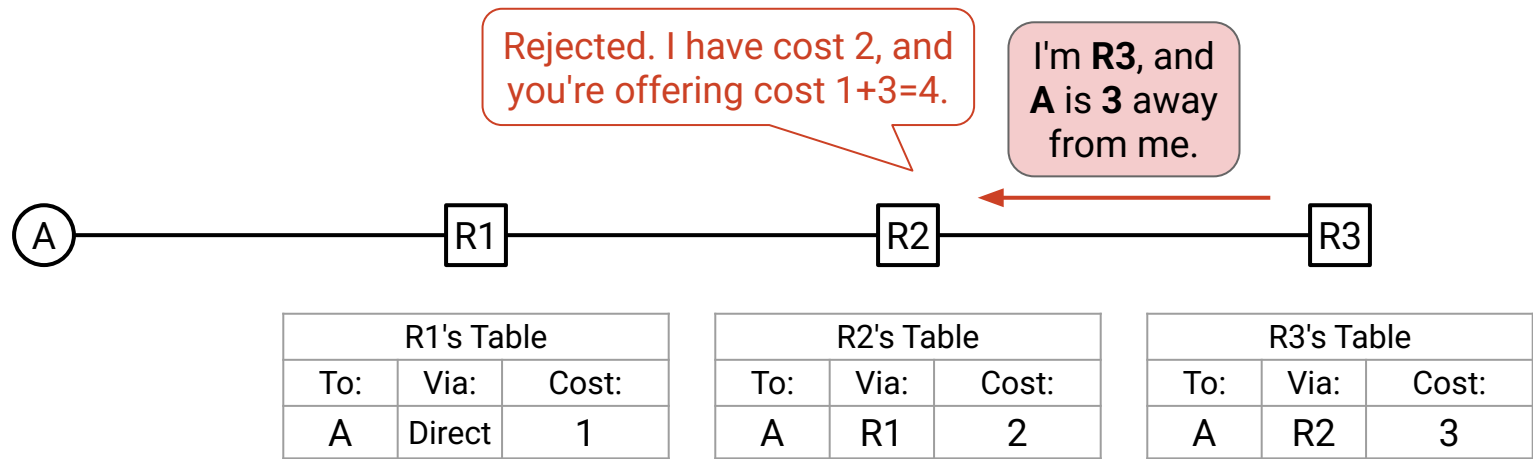 Rejected. I have cost 2, and
you're offering cost 1+3=4.
I'm R3, and
A is 3 away
from me.
A R1 R2 R3
R1's Table
To: Via: Cost:
A Direct 1
R2's Table
To: Via: Cost:
A R1 2
R3's Table
To: Via: Cost:
A R2 3